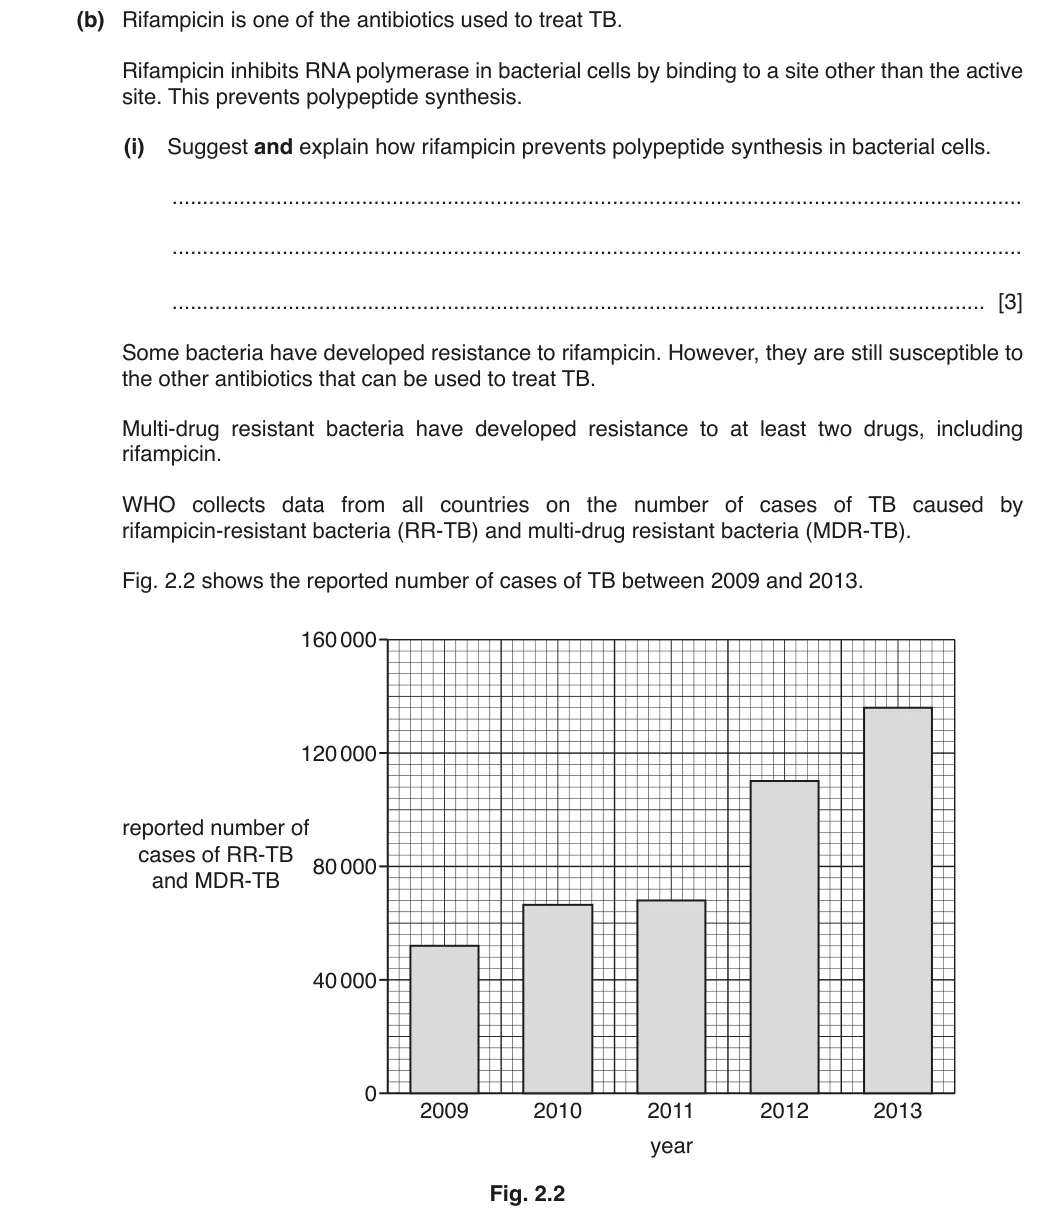 (b) Rifampicin is one of the antibiotics used to treat TB.
Rifampicin inhibits RNA polymerase in bacterial cells by binding to a site other than the active
site. This prevents polypeptide synthesis.
(i) Suggest and explain how rifampicin prevents polypeptide synthesis in bacterial cells.
..........................................................................................................................................
..........................................................................................................................................
.................................................................................................................................... [3]
Some bacteria have developed resistance to rifampicin. However, they are still susceptible to
the other antibiotics that can be used to treat TB.
Multi-drug resistant bacteria have developed resistance to at least two drugs, including
rifampicin.
WHO collects data from all countries on the number of cases of TB caused by
rifampicin-resistant bacteria (RR-TB) and multi-drug resistant bacteria (MDR-TB).
Fig. 2.2 shows the reported number of cases of TB between 2009 and 2013.
160 000
120 000
reported number of
cases of RR-TB
and MDR-TB
80 000
40 000
0
2009 2010 2011 2012 2013
year
Fig. 2.2